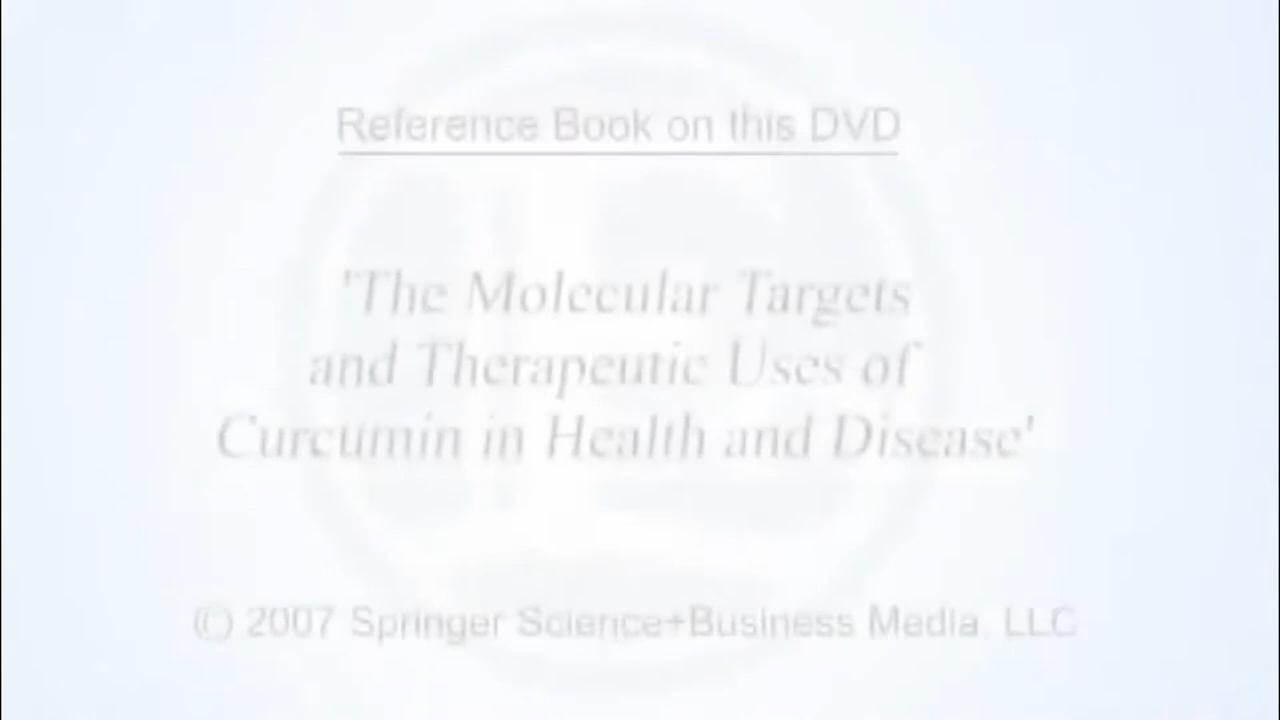 Reference Book on this DVD
'The Molecular Targets
and Therapeutic Uses of
Curcumin in Health and Disease'
(C) 2007 Springer Science+Business Media, LLC